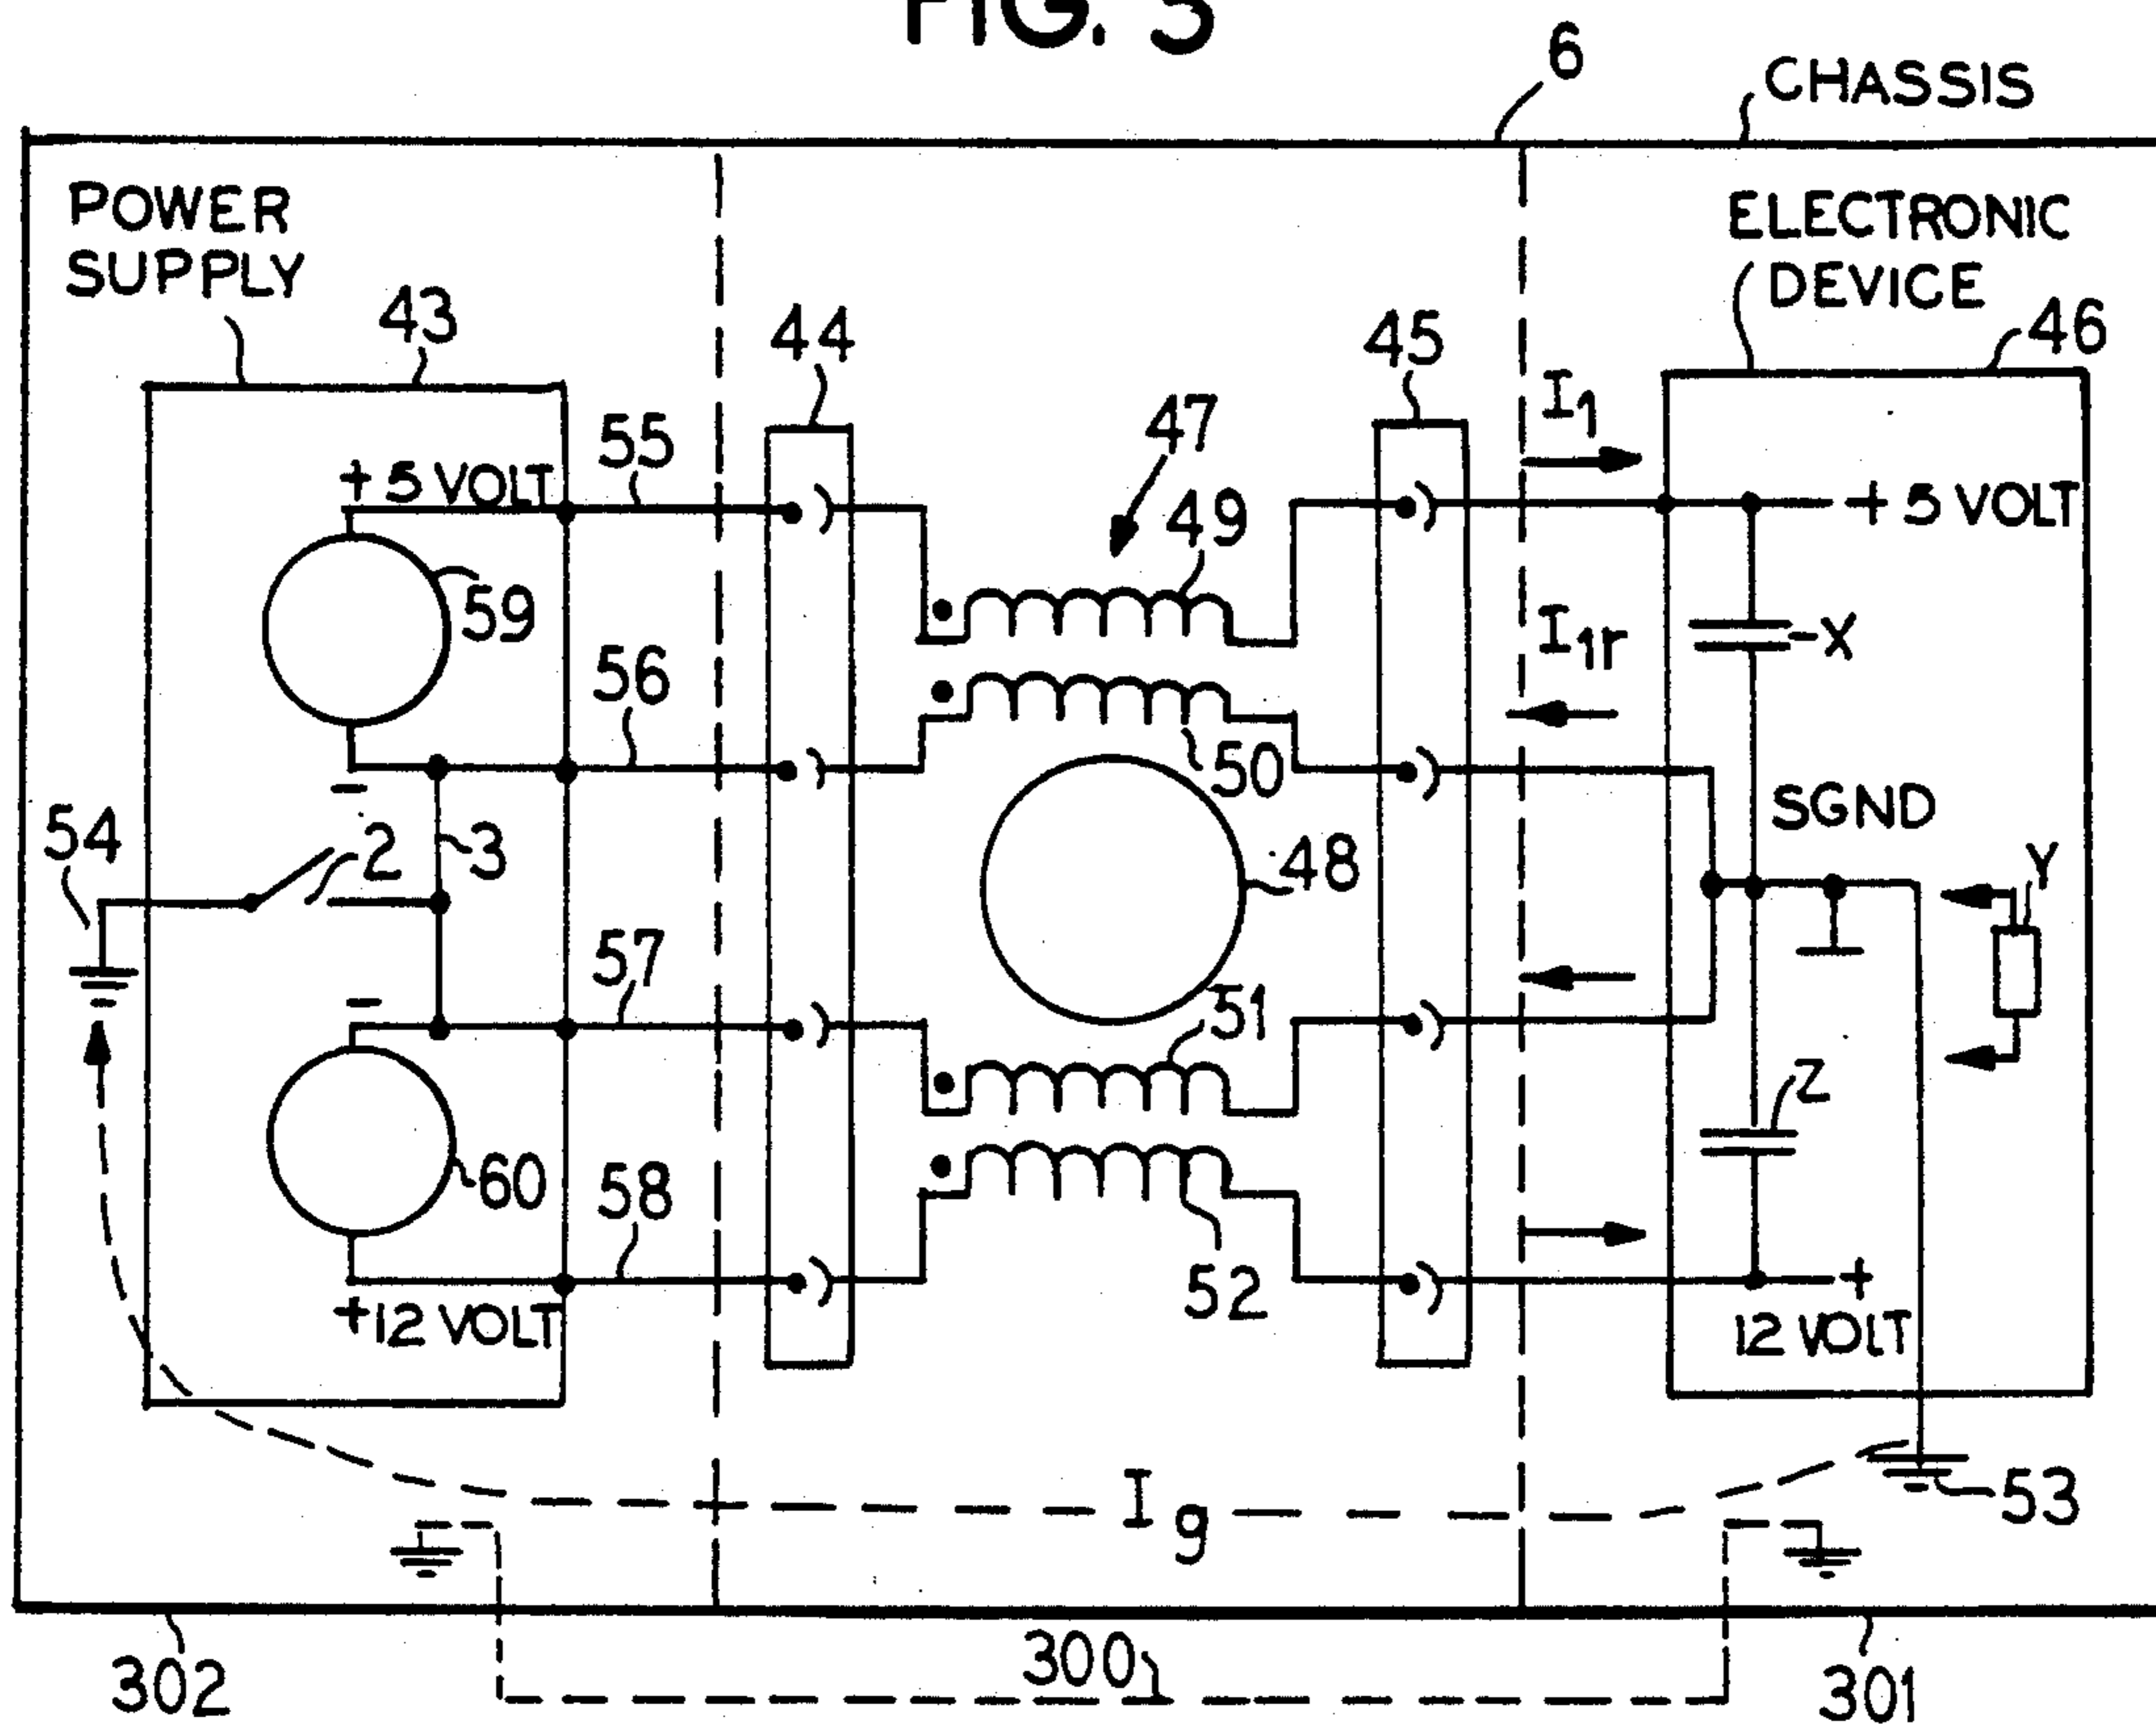 FIG. 3
6
CHASSIS
POWER
SUPPLY
ELECTRONIC
DEVICE
43
44
45
46
I1
47
55
+5 VOLT
49
+ 5 VOLT
59
I1r
-X
56
50
SGND
54
2
3
48
Y
57
-
-
51
Z
60
58
52
+12 VOLT
+
12 VOLT
Ig
53
300
302
301